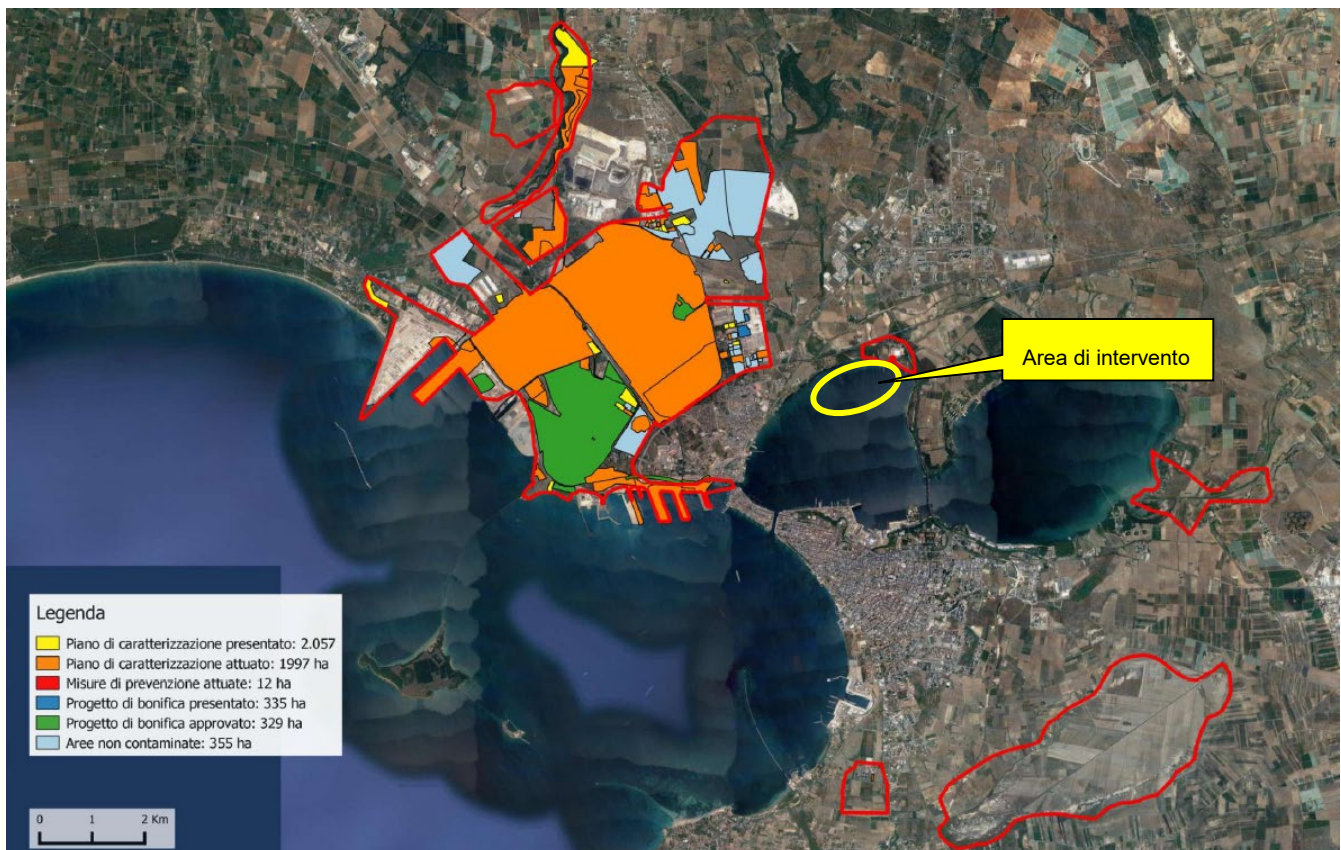 Area di intervento
Legenda
Piano di caratterizzazione presentato: 2.057
Piano di caratterizzazione attuato: 1997 ha
Misure di prevenzione attuate: 12 ha
Progetto di bonifica presentato: 335 ha
Progetto di bonifica approvato: 329 ha
Aree non contaminate: 355 ha
0 1 2 Km